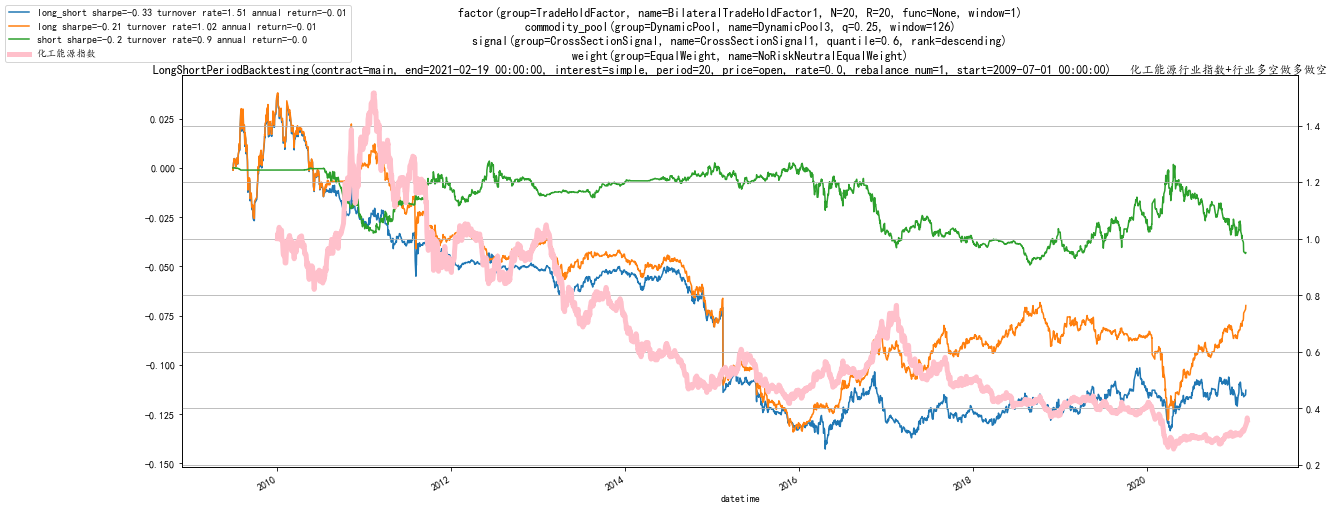 long_short sharpe=-0.33 turnover rate=1.51 annual return=-0.01
long sharpe=-0.21 turnover rate=1.02 annual return=-0.01
short sharpe=-0.2 turnover rate=0.9 annual return=-0.0
化工能源指数
factor(group=TradeHoldFactor, name=BilateralTradeHoldFactor1, N=20, R=20, func=None, window=1)
commodity_pool(group=DynamicPool, name=DynamicPool3, q=0.25, window=126)
signal(group=CrossSectionSignal, name=CrossSectionSignal1, quantile=0.6, rank=descending)
weight(group=EqualWeight, name=NoRiskNeutralEqualWeight)
LongShortPeriodBacktesting(contract=main, end=2021-02-19 00:00:00, interest=simple, period=20, price=open, rate=0.0, rebalance_num=1, start=2009-07-01 00:00:00) 化工能源行业指数+行业多空做多做空
0.025
0.000
-0.025
-0.050
-0.075
-0.100
-0.125
-0.150
1.4
1.2
1.0
0.8
0.6
0.4
0.2
2010
2012
2014
2016
2018
2020
datetime